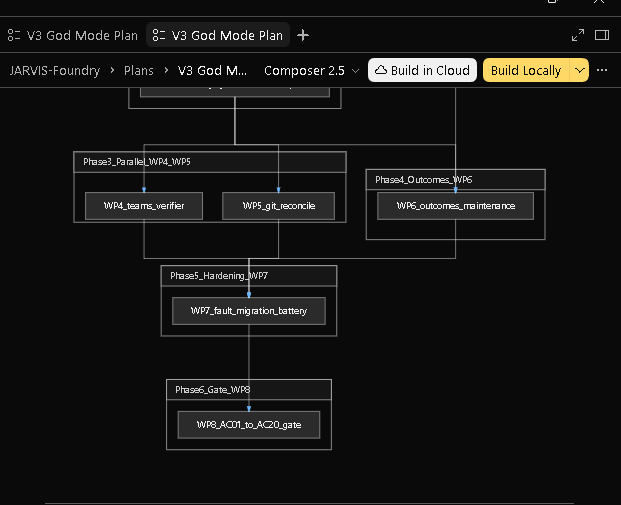 V3 God Mode Plan
V3 God Mode Plan
JARVIS-Foundry > Plans > V3 God M... Composer 2.5 Build in Cloud Build Locally
Phase3_Parallel_WP4_WP5
Phase4_Outcomes_WP6
WP4_teams_verifier
WP5_git_reconcile
WP6_outcomes_maintenance
Phase5_Hardening_WP7
WP7_fault_migration_battery
Phase6_Gate_WP8
WP8_AC01_to_AC20_gate